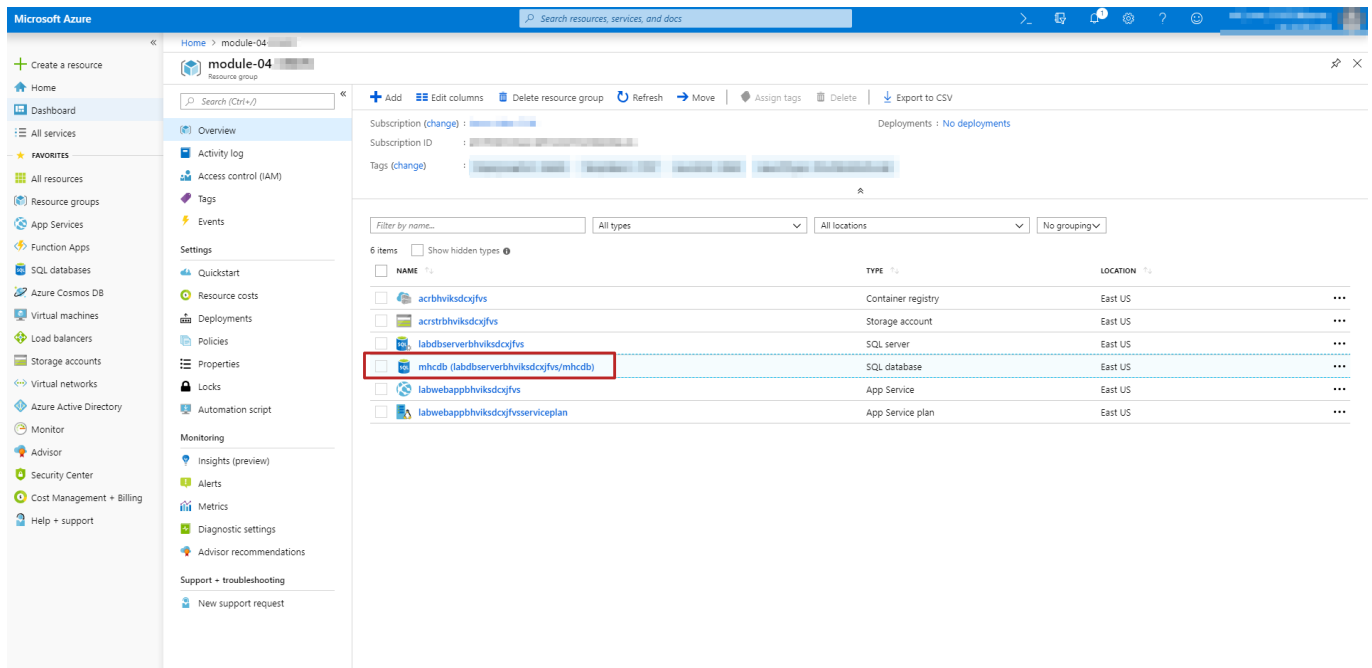 Microsoft Azure
Search resources, services, and docs
>_
1
?
«
Create a resource
Home
Dashboard
All services
FAVORITES
All resources
Resource groups
App Services
Function Apps
SQL databases
Azure Cosmos DB
Virtual machines
Load balancers
Storage accounts
Virtual networks
Azure Active Directory
Monitor
Advisor
Security Center
Cost Management + Billing
Help + support
Home > module-04-
module-04
Resource group
Search (Ctrl+/)
«
Overview
Activity log
Access control (IAM)
Tags
Events
Settings
Quickstart
Resource costs
Deployments
Policies
Properties
Locks
Automation script
Monitoring
Insights (preview)
Alerts
Metrics
Diagnostic settings
Advisor recommendations
Support + troubleshooting
New support request
Add Edit columns Delete resource group Refresh Move Assign tags Delete Export to CSV
Subscription (change) : Deployments : No deployments
Subscription ID :
Tags (change) :
Filter by name... All types All locations No grouping
6 items Show hidden types
NAME TYPE LOCATION
acrbhviksdcxjfvs Container registry East US ...
acrstrbhviksdcxjfvs Storage account East US ...
labdbserverbhviksdcxjfvs SQL server East US ...
mhcdb (labdbserverbhviksdcxjfvs/mhcdb) SQL database East US ...
labwebappbhviksdcxjfvs App Service East US ...
labwebappbhviksdcxjfvsserviceplan App Service plan East US ...